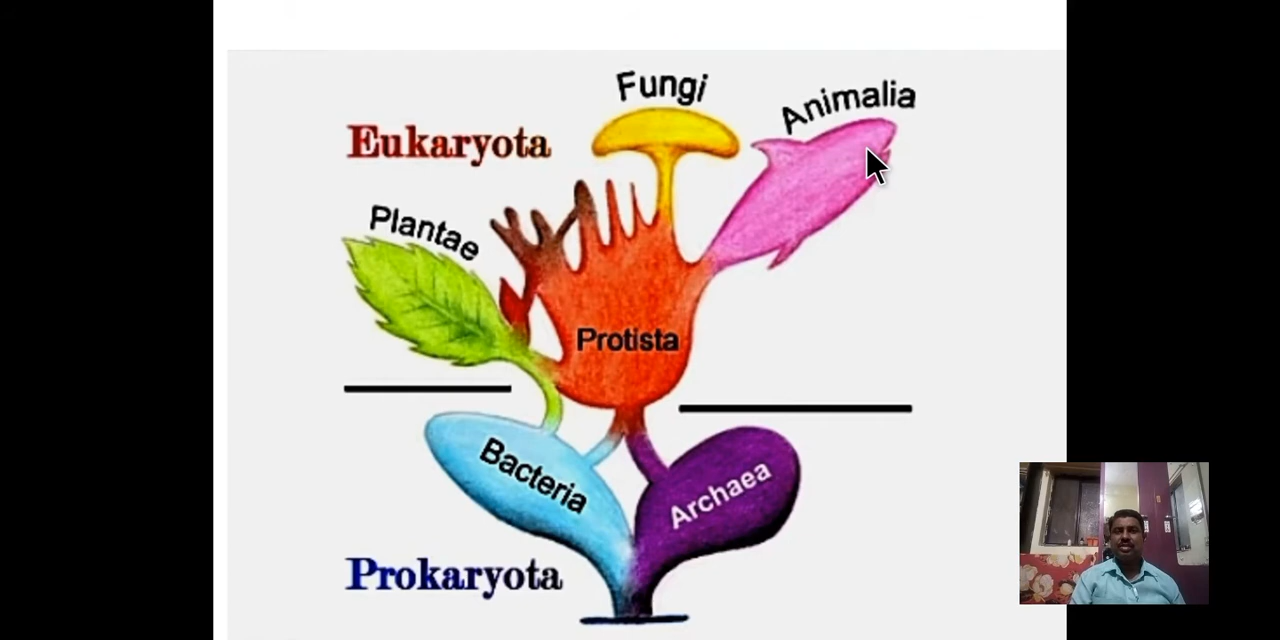 Fungi
Animalia
Eukaryota
Plantae
Protista
Bacteria
Archaea
Prokaryota